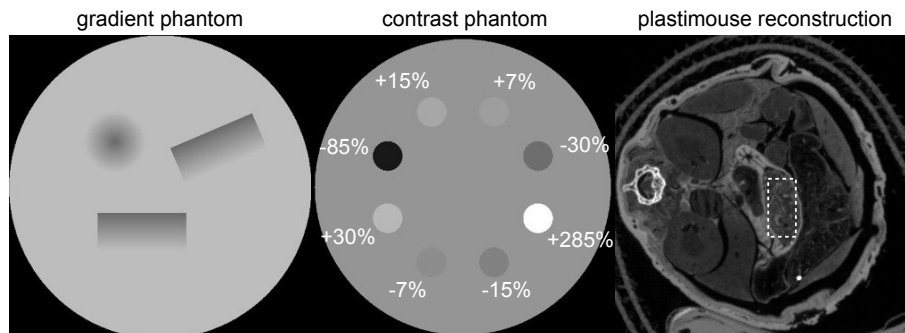 gradient phantom
contrast phantom
plastimouse reconstruction
+15%
+7%
-85%
-30%
+30%
+285%
-7%
-15%